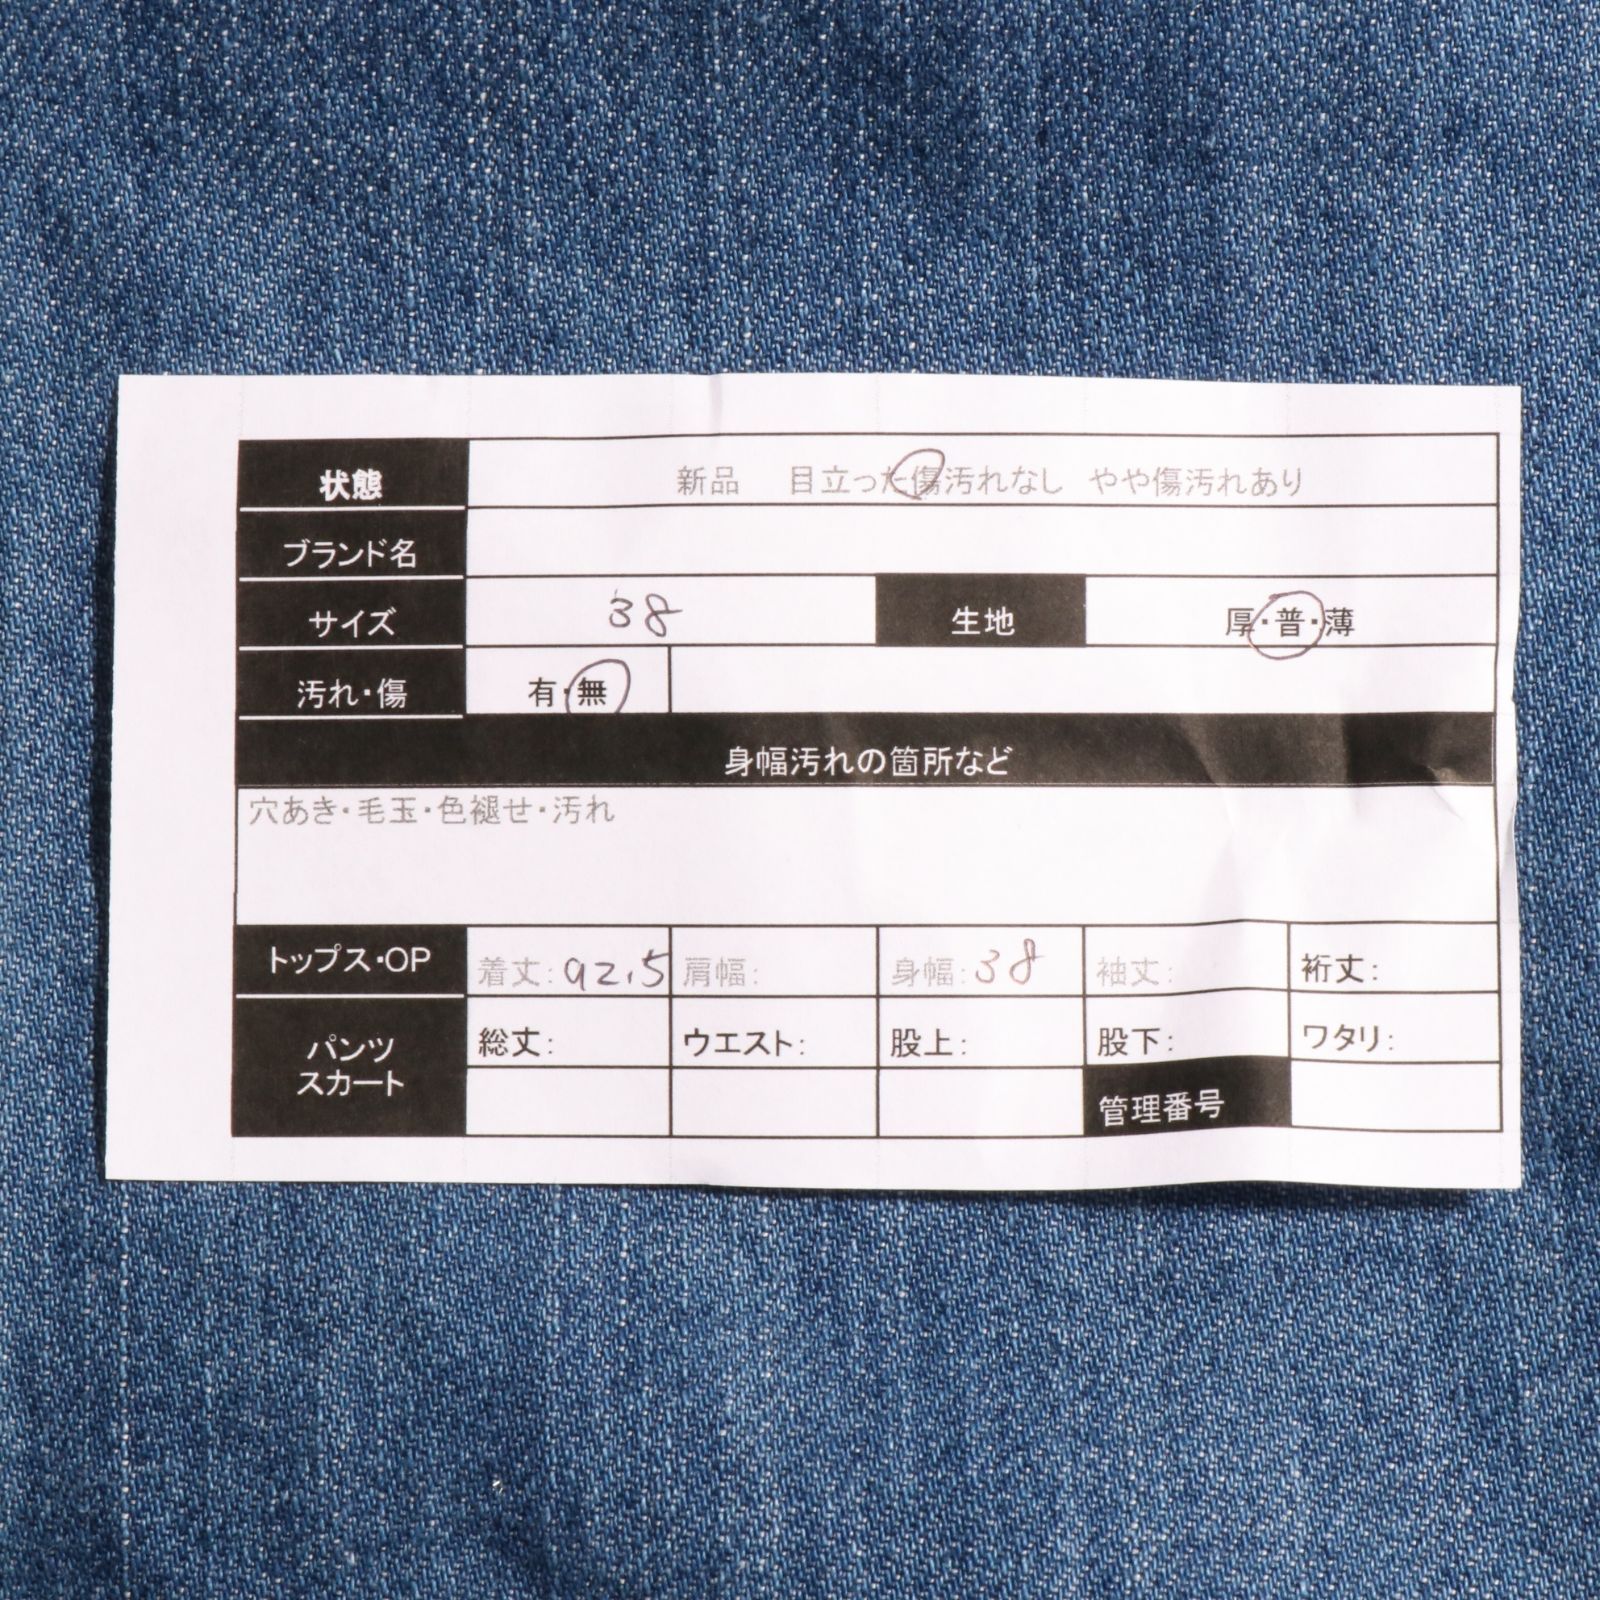 状態 新品 目立った傷汚れなし やや傷汚れあり
ブランド名
サイズ 38 生地 厚・普・薄
汚れ・傷 有・無
身幅汚れの箇所など
穴あき・毛玉・色褪せ・汚れ
トップス・OP 着丈: 92.5 肩幅: 身幅: 38 袖丈: 裄丈:
パンツ 総丈: ウエスト: 股上: 股下: ワタリ:
スカート
管理番号